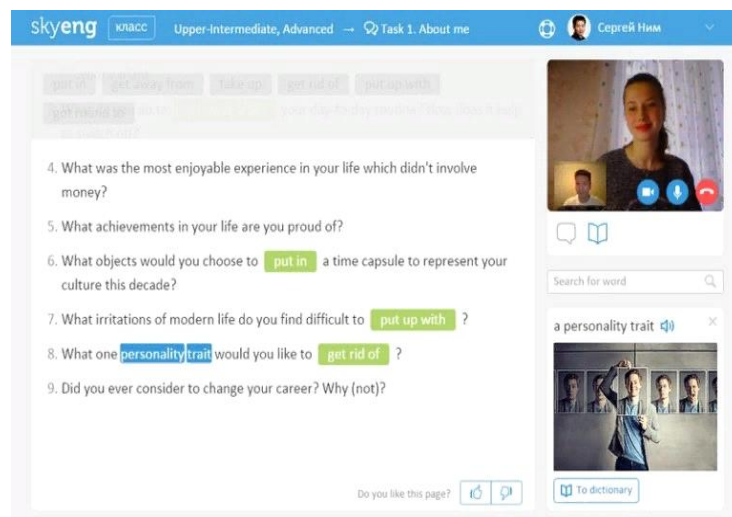 skyeng класс Upper-Intermediate, Advanced → Task 1. About me Сергей Ним
put in get away from take up get rid of put up with
got round to
your day-to-day routine
4. What was the most enjoyable experience in your life which didn't involve
money?
5. What achievements in your life are you proud of?
6. What objects would you choose to put in a time capsule to represent your
culture this decade?
7. What irritations of modern life do you find difficult to put up with ?
8. What one personality trait would you like to get rid of ?
9. Did you ever consider to change your career? Why (not)?
Do you like this page?
Search for word
a personality trait
To dictionary